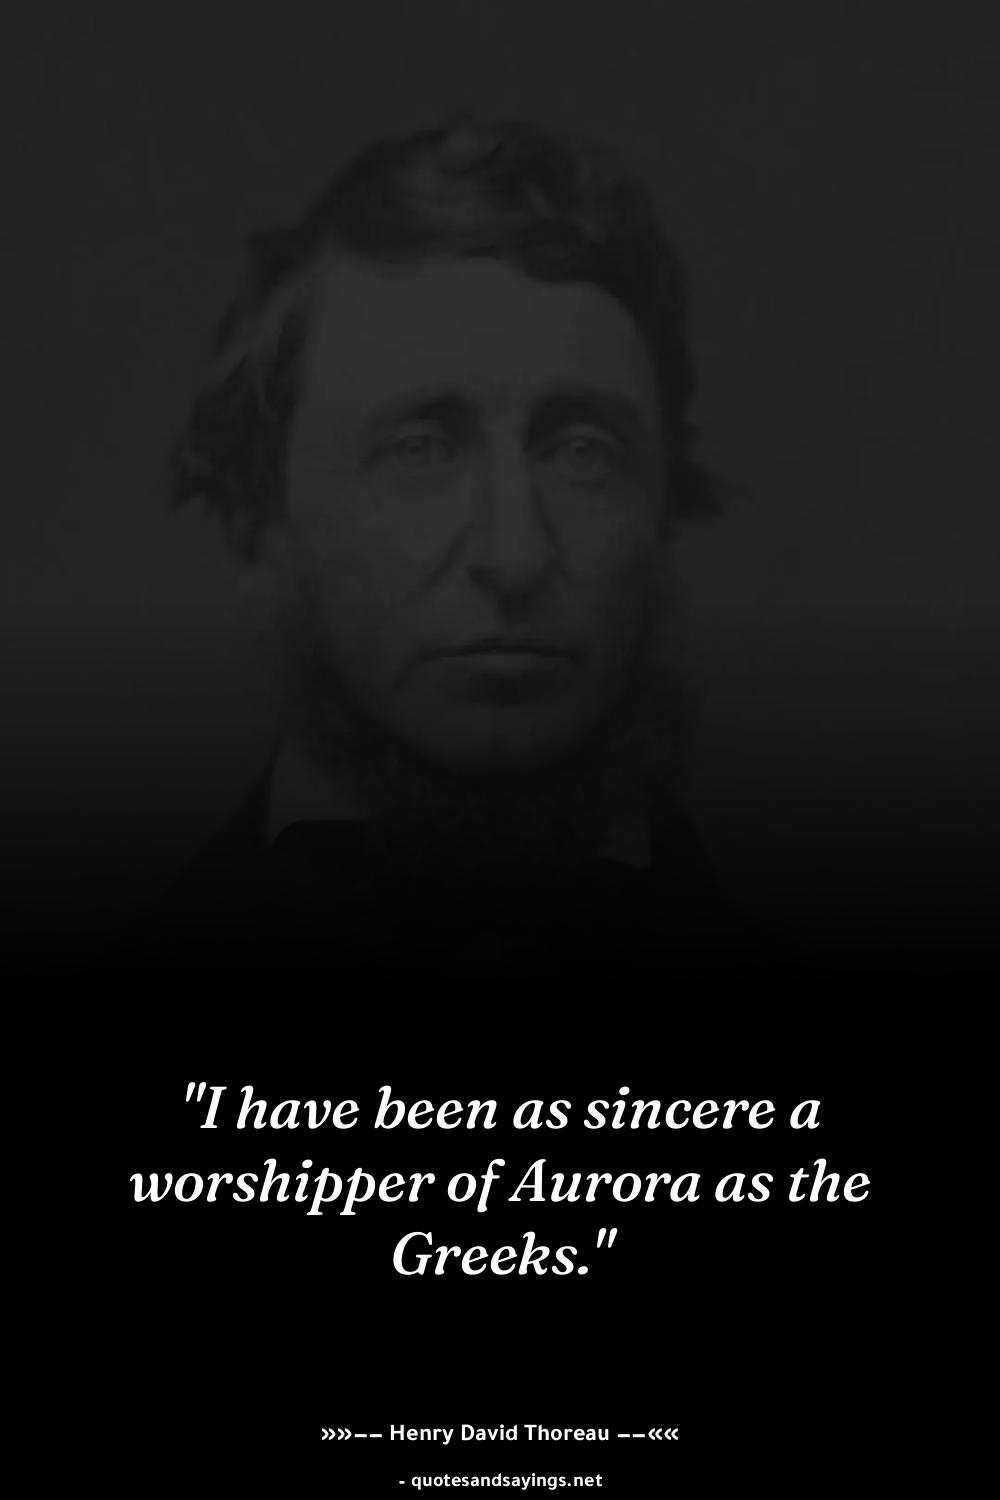 "I have been as sincere a
worshipper of Aurora as the
Greeks."
»»−− Henry David Thoreau −−««
- quotesandsayings.net